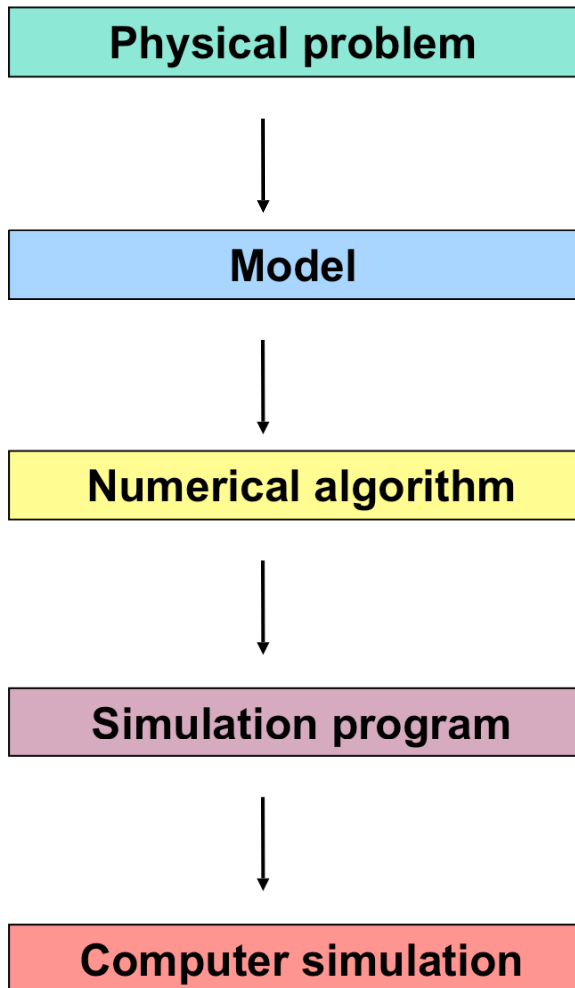 Physical problem
Model
Numerical algorithm
Simulation program
Computer simulation